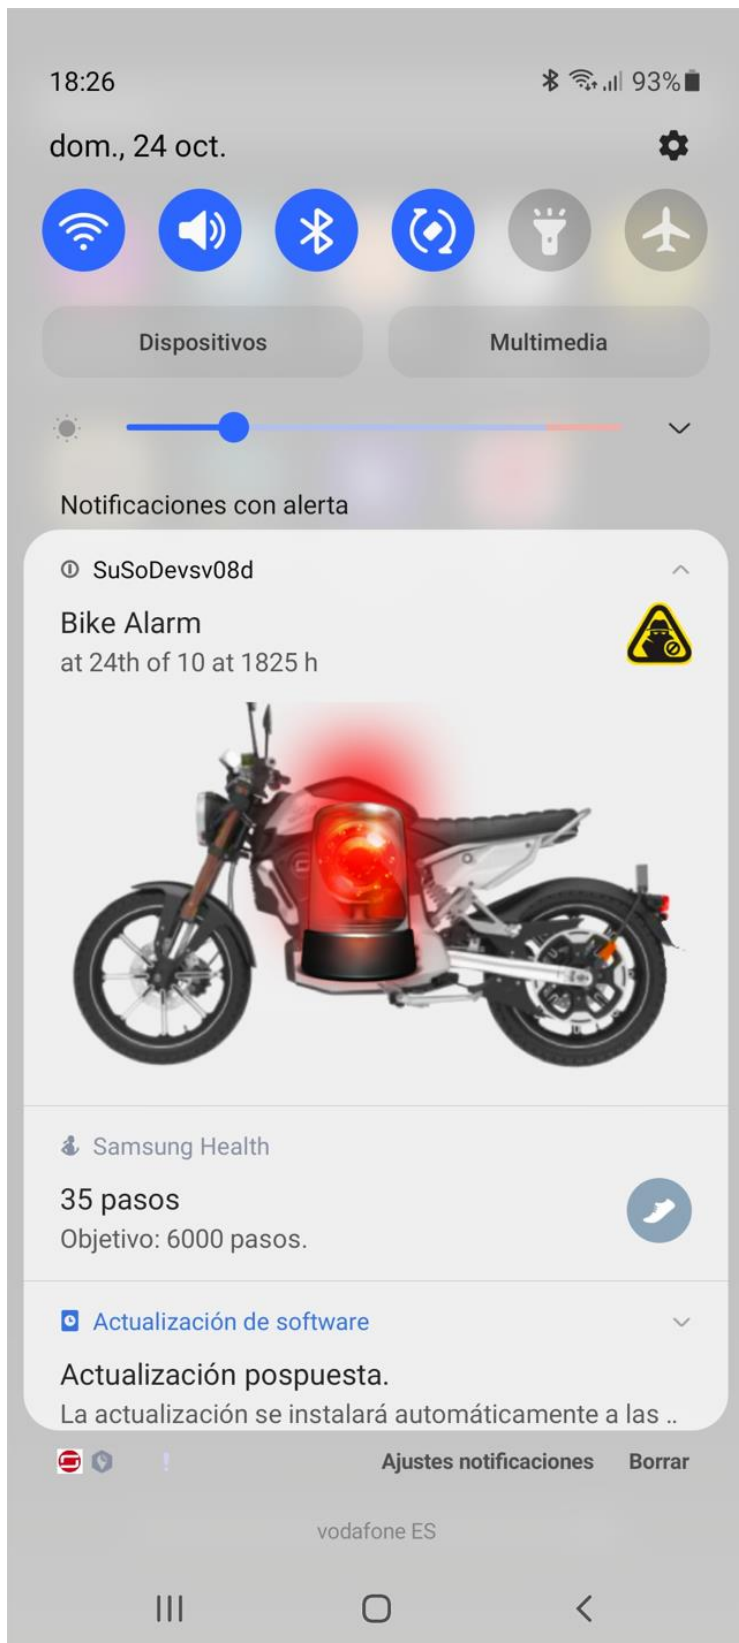 18:26
93%
dom., 24 oct.
Dispositivos
Multimedia
Notificaciones con alerta
SuSoDevsv08d
Bike Alarm
at 24th of 10 at 1825 h
Samsung Health
35 pasos
Objetivo: 6000 pasos.
Actualización de software
Actualización pospuesta.
La actualización se instalará automáticamente a las ..
Ajustes notificaciones Borrar
vodafone ES